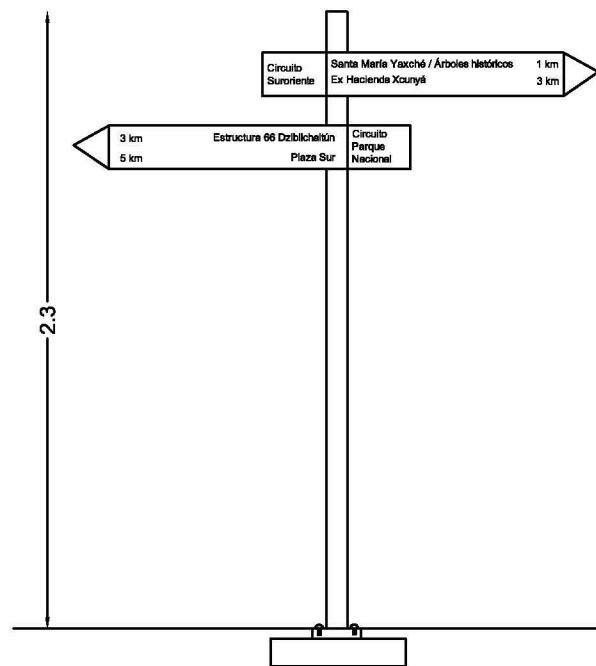 Circuito
Suroriente
Santa María Yaxché / Árboles históricos 1 km
Ex Hacienda Xcunyá 3 km
3 km Estructura 66 Dzibilchaltún
5 km Plaza Sur
Circuito
Parque
Nacional
2.3